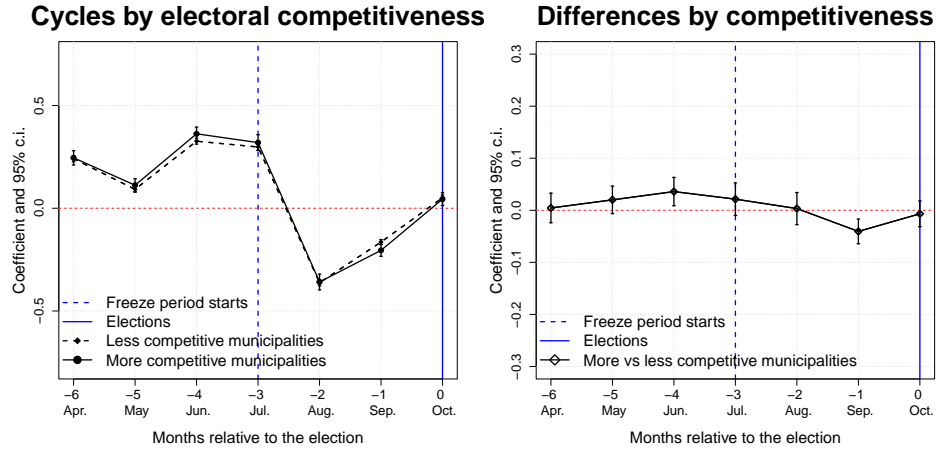 Cycles by electoral competitiveness
Coefficient and 95% c.i.
0.5
0.0
−0.5
Freeze period starts
Elections
Less competitive municipalities
More competitive municipalities
−6 −5 −4 −3 −2 −1 0
Apr. May Jun. Jul. Aug. Sep. Oct.
Months relative to the election
Differences by competitiveness
Coefficient and 95% c.i.
0.3
0.2
0.1
0.0
−0.1
−0.2
−0.3
Freeze period starts
Elections
More vs less competitive municipalities
−6 −5 −4 −3 −2 −1 0
Apr. May Jun. Jul. Aug. Sep. Oct.
Months relative to the election